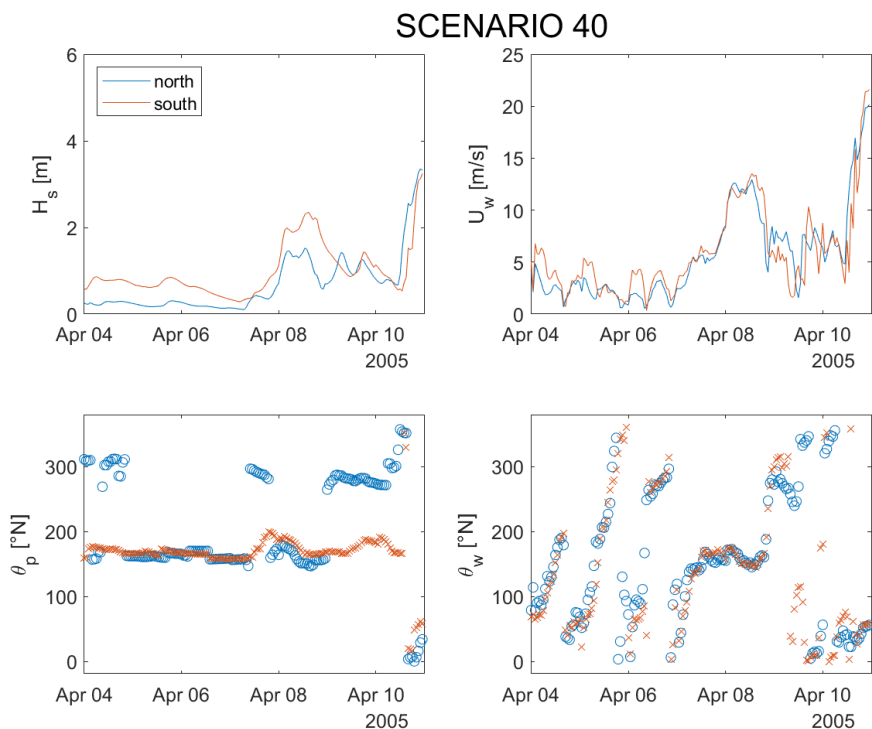 SCENARIO 40
6
4
2
0
H_s [m]
north
south
Apr 04
Apr 06
Apr 08
Apr 10
2005
25
20
15
10
5
0
U_w [m/s]
Apr 04
Apr 06
Apr 08
Apr 10
2005
300
200
100
0
θ_p [°N]
Apr 04
Apr 06
Apr 08
Apr 10
2005
300
200
100
0
θ_w [°N]
Apr 04
Apr 06
Apr 08
Apr 10
2005